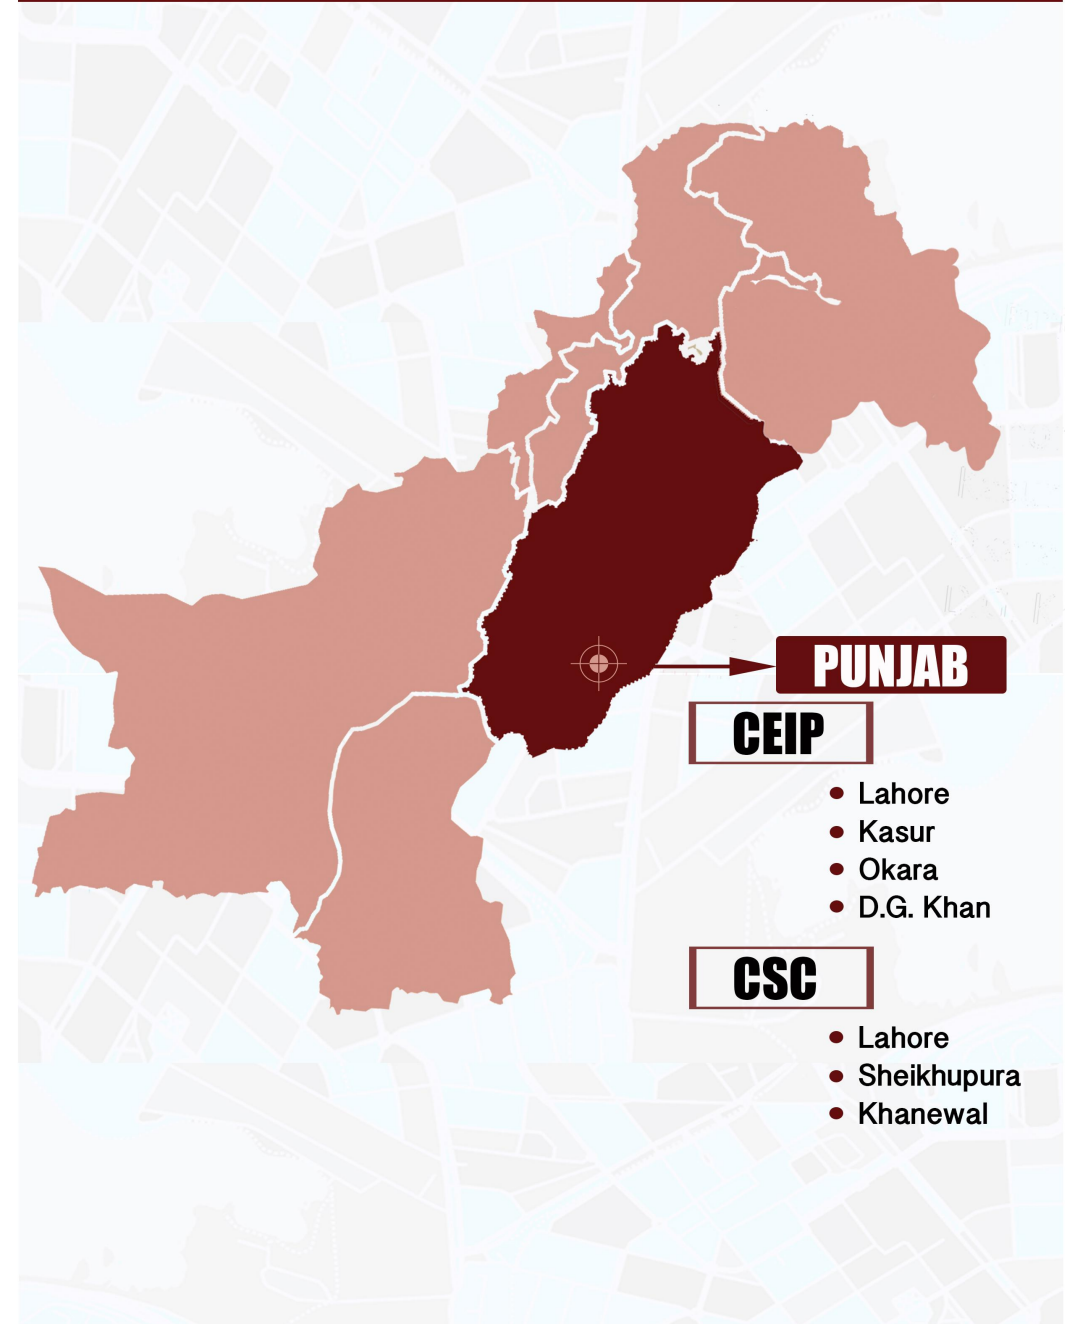 PUNJAB
CEIP
Lahore
Kasur
Okara
D.G. Khan
CSC
Lahore
Sheikhupura
Khanewal